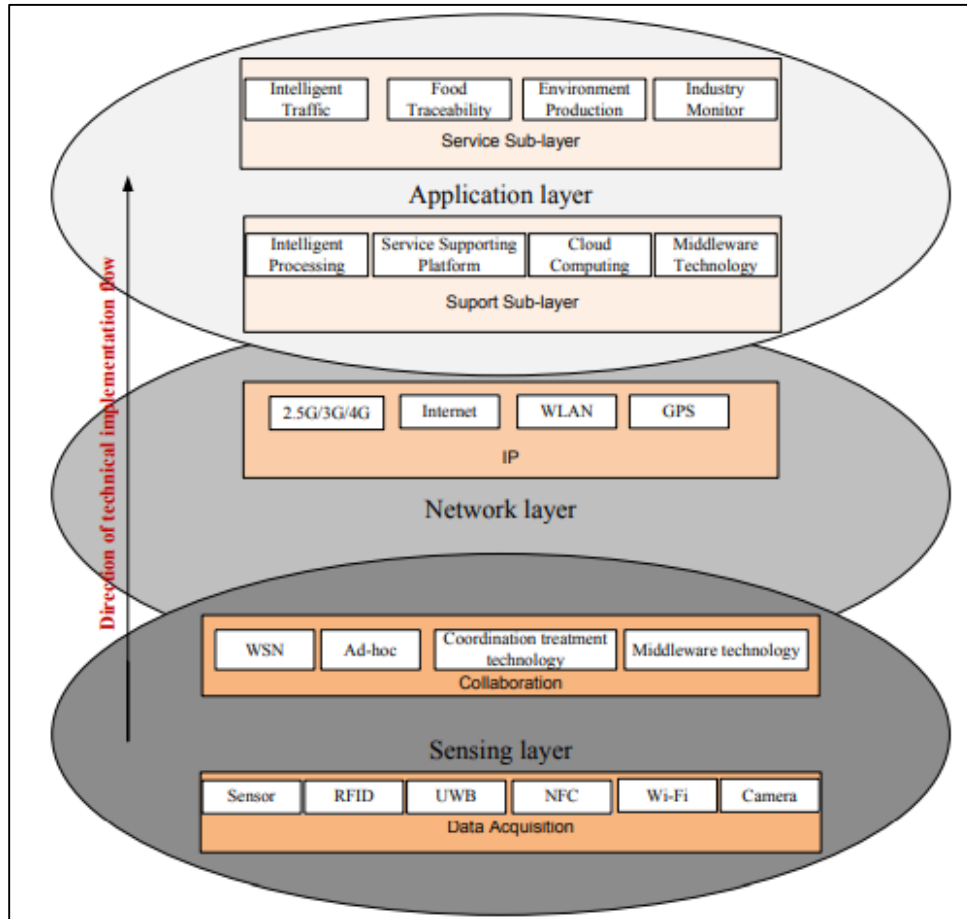 Intelligent
Traffic
Food
Traceability
Environment
Production
Industry
Monitor
Service Sub-layer
Application layer
Intelligent
Processing
Service Supporting
Platform
Cloud
Computing
Middleware
Technology
Suport Sub-layer
Direction of technical implementation flow
2.5G/3G/4G
Internet
WLAN
GPS
IP
Network layer
WSN
Ad-hoc
Coordination treatment
technology
Middleware technology
Collaboration
Sensing layer
Sensor
RFID
UWB
NFC
Wi-Fi
Camera
Data Acquisition